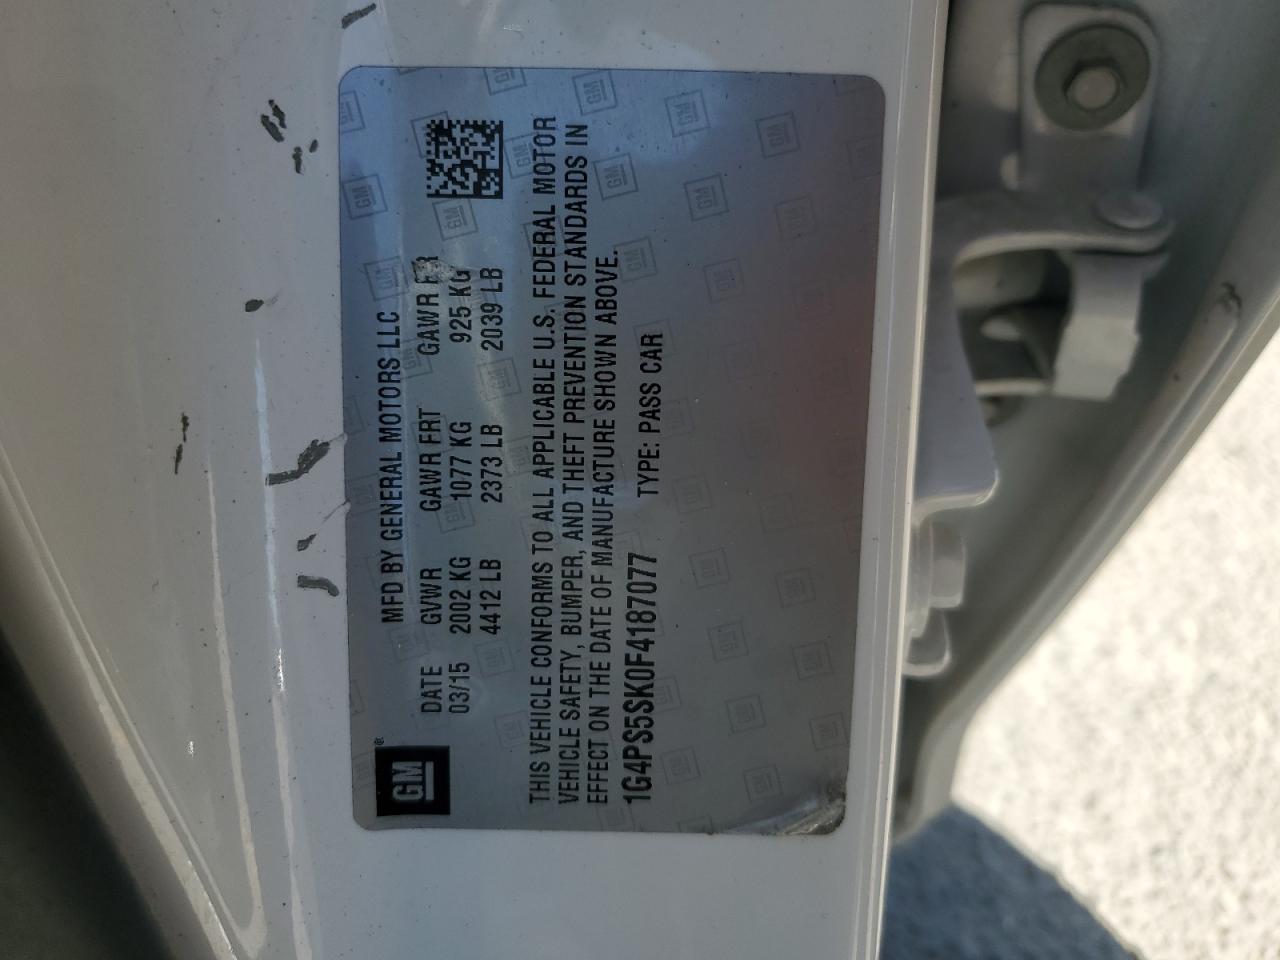 GM®
MFD BY GENERAL MOTORS LLC
DATE GVWR GAWR FRT GAWR RR
03/15 2002 KG 1077 KG 925 KG
4412 LB 2373 LB 2039 LB
THIS VEHICLE CONFORMS TO ALL APPLICABLE U.S. FEDERAL MOTOR
VEHICLE SAFETY, BUMPER, AND THEFT PREVENTION STANDARDS IN
EFFECT ON THE DATE OF MANUFACTURE SHOWN ABOVE.
1G4PS5SK0F4187077 TYPE: PASS CAR